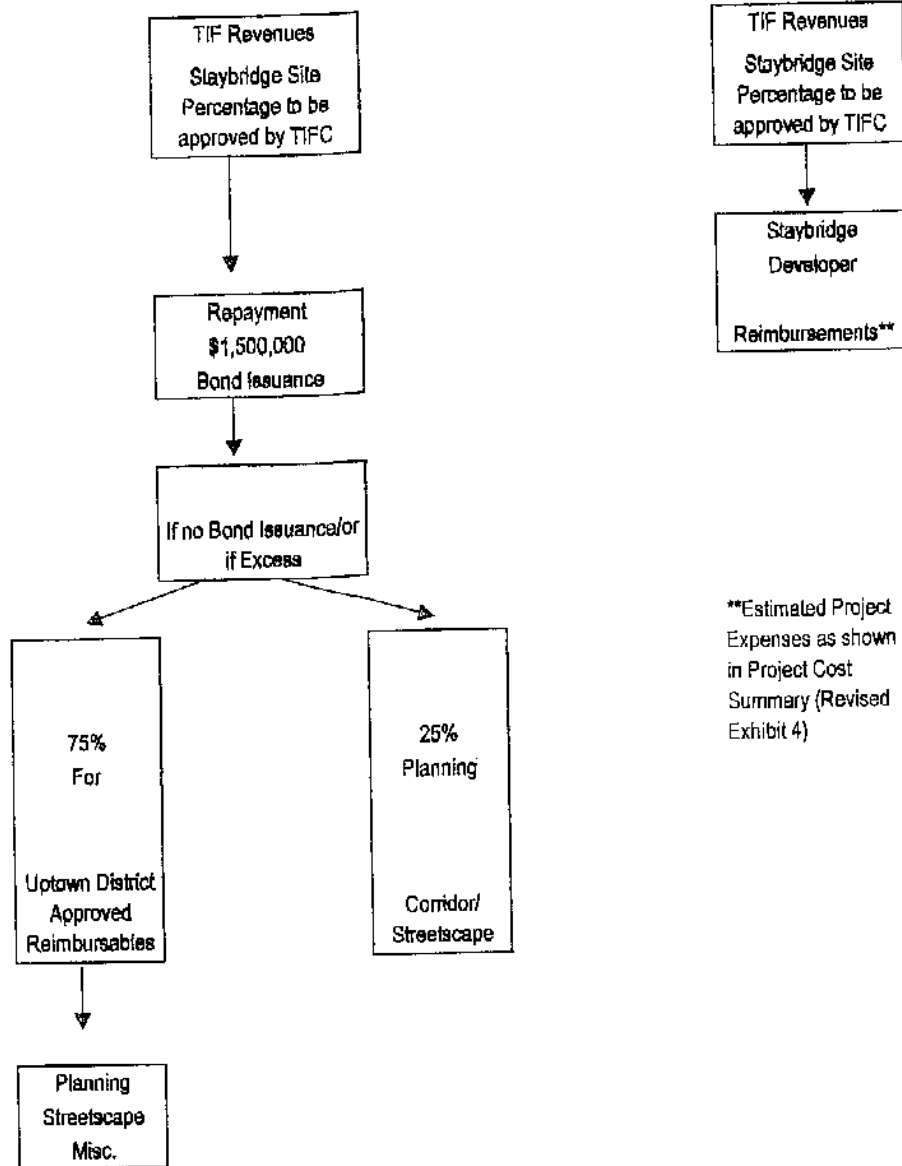 TIF Revenues
Staybridge Site
Percentage to be
approved by TIFC
Repayment
$1,500,000
Bond Issuance
If no Bond Issuance/or
if Excess
75%
For
Uptown District
Approved
Reimbursables
Planning
Streetscape
Misc.
25%
Planning
Corridor/
Streetscape
TIF Revenues
Staybridge Site
Percentage to be
approved by TIFC
Staybridge
Developer
Reimbursements**
**Estimated Project
Expenses as shown
in Project Cost
Summary (Revised
Exhibit 4)